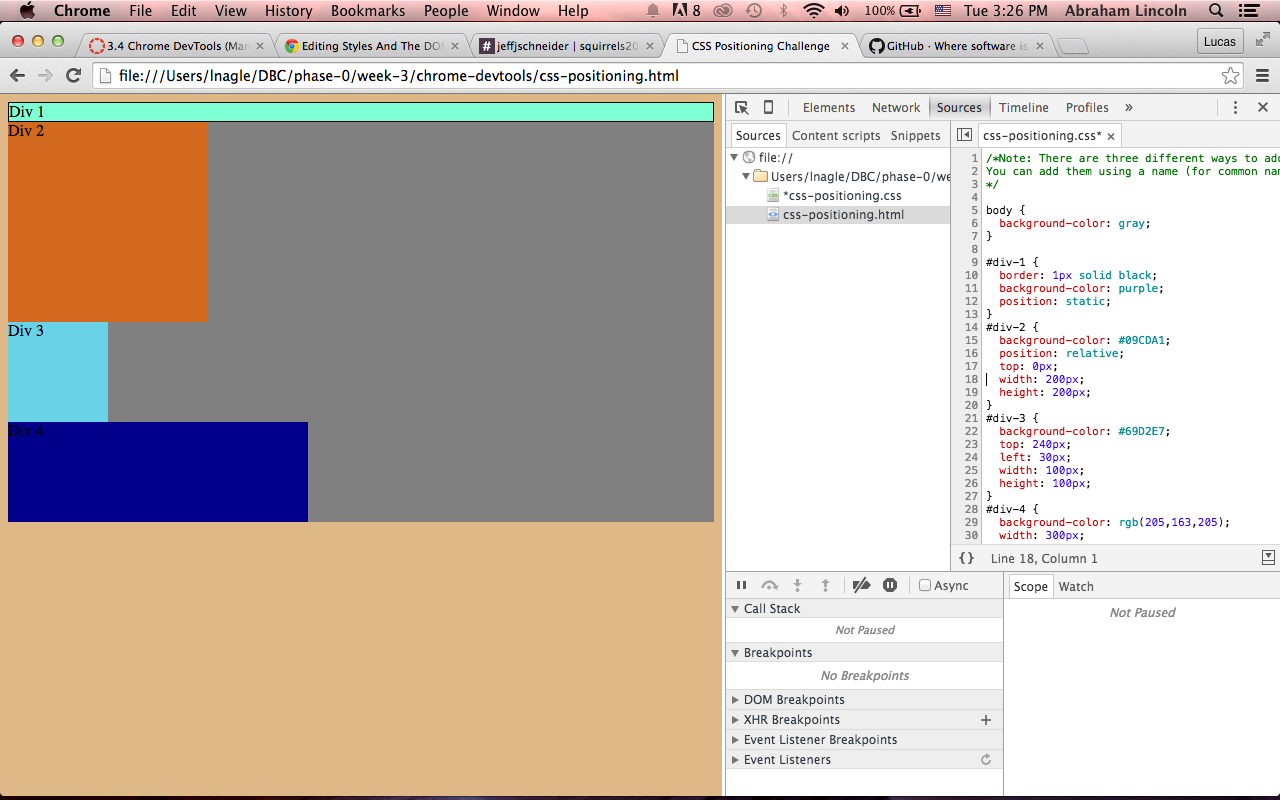 Chrome File Edit View History Bookmarks People Window Help 8 100% Tue 3:26 PM Abraham Lincoln
3.4 Chrome DevTools (Mar
Editing Styles And The DOM
# jeffjschneider | squirrels20
CSS Positioning Challenge
GitHub · Where software is
Lucas
file:///Users/lnagle/DBC/phase-0/week-3/chrome-devtools/css-positioning.html
Div 1
Div 2
Div 3
Div 4
Elements Network Sources Timeline Profiles »
Sources Content scripts Snippets
file://
Users/lnagle/DBC/phase-0/we
*css-positioning.css
css-positioning.html
css-positioning.css* ×
1 /*Note: There are three different ways to add
2 You can add them using a name (for common nam
3 */
4
5 body {
6 background-color: gray;
7 }
8
9 #div-1 {
10 border: 1px solid black;
11 background-color: purple;
12 position: static;
13 }
14 #div-2 {
15 background-color: #09CDA1;
16 position: relative;
17 top: 0px;
18 width: 200px;
19 height: 200px;
20 }
21 #div-3 {
22 background-color: #69D2E7;
23 top: 240px;
24 left: 30px;
25 width: 100px;
26 height: 100px;
27 }
28 #div-4 {
29 background-color: rgb(205,163,205);
30 width: 300px;
{} Line 18, Column 1
Async
Call Stack
Not Paused
Breakpoints
No Breakpoints
DOM Breakpoints
XHR Breakpoints +
Event Listener Breakpoints
Event Listeners
Scope Watch
Not Paused